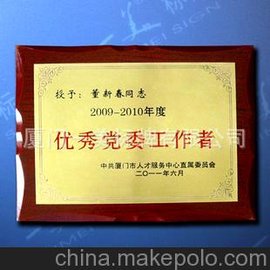 授予：董新春同志
2009-2010年度
优秀党委工作者
中共厦门市人才服务中心直属委员会
二〇一一年六月
china.makepolo.com